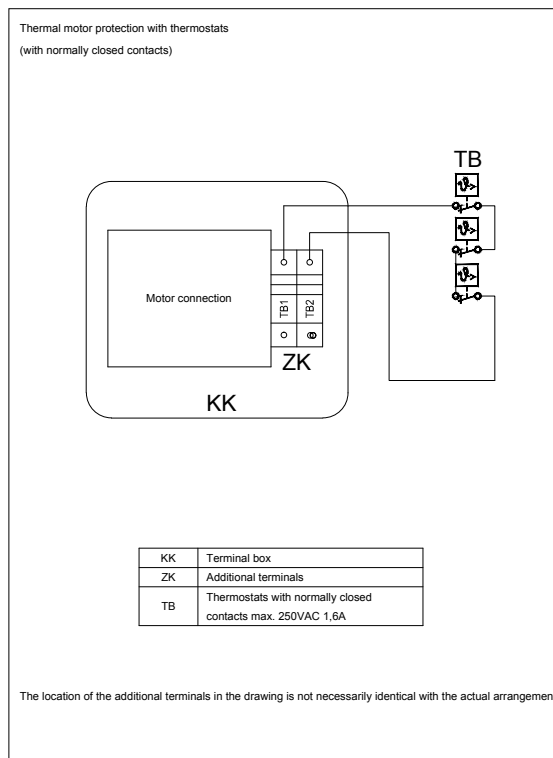 Thermal motor protection with thermostats
(with normally closed contacts)
TB
Motor connection
TB1
TB2
ZK
KK
KK Terminal box
ZK Additional terminals
TB Thermostats with normally closed
contacts max. 250VAC 1,6A
The location of the additional terminals in the drawing is not necessarily identical with the actual arrangemen